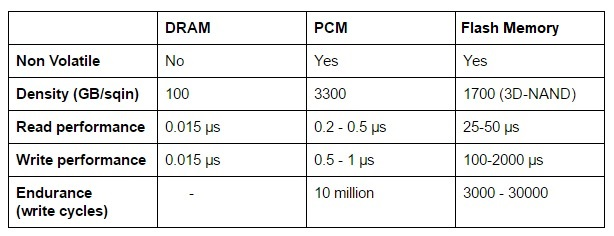 DRAM PCM Flash Memory
Non Volatile No Yes Yes
Density (GB/sqin) 100 3300 1700 (3D-NAND)
Read performance 0.015 µs 0.2 - 0.5 µs 25-50 µs
Write performance 0.015 µs 0.5 - 1 µs 100-2000 µs
Endurance - 10 million 3000 - 30000
(write cycles)